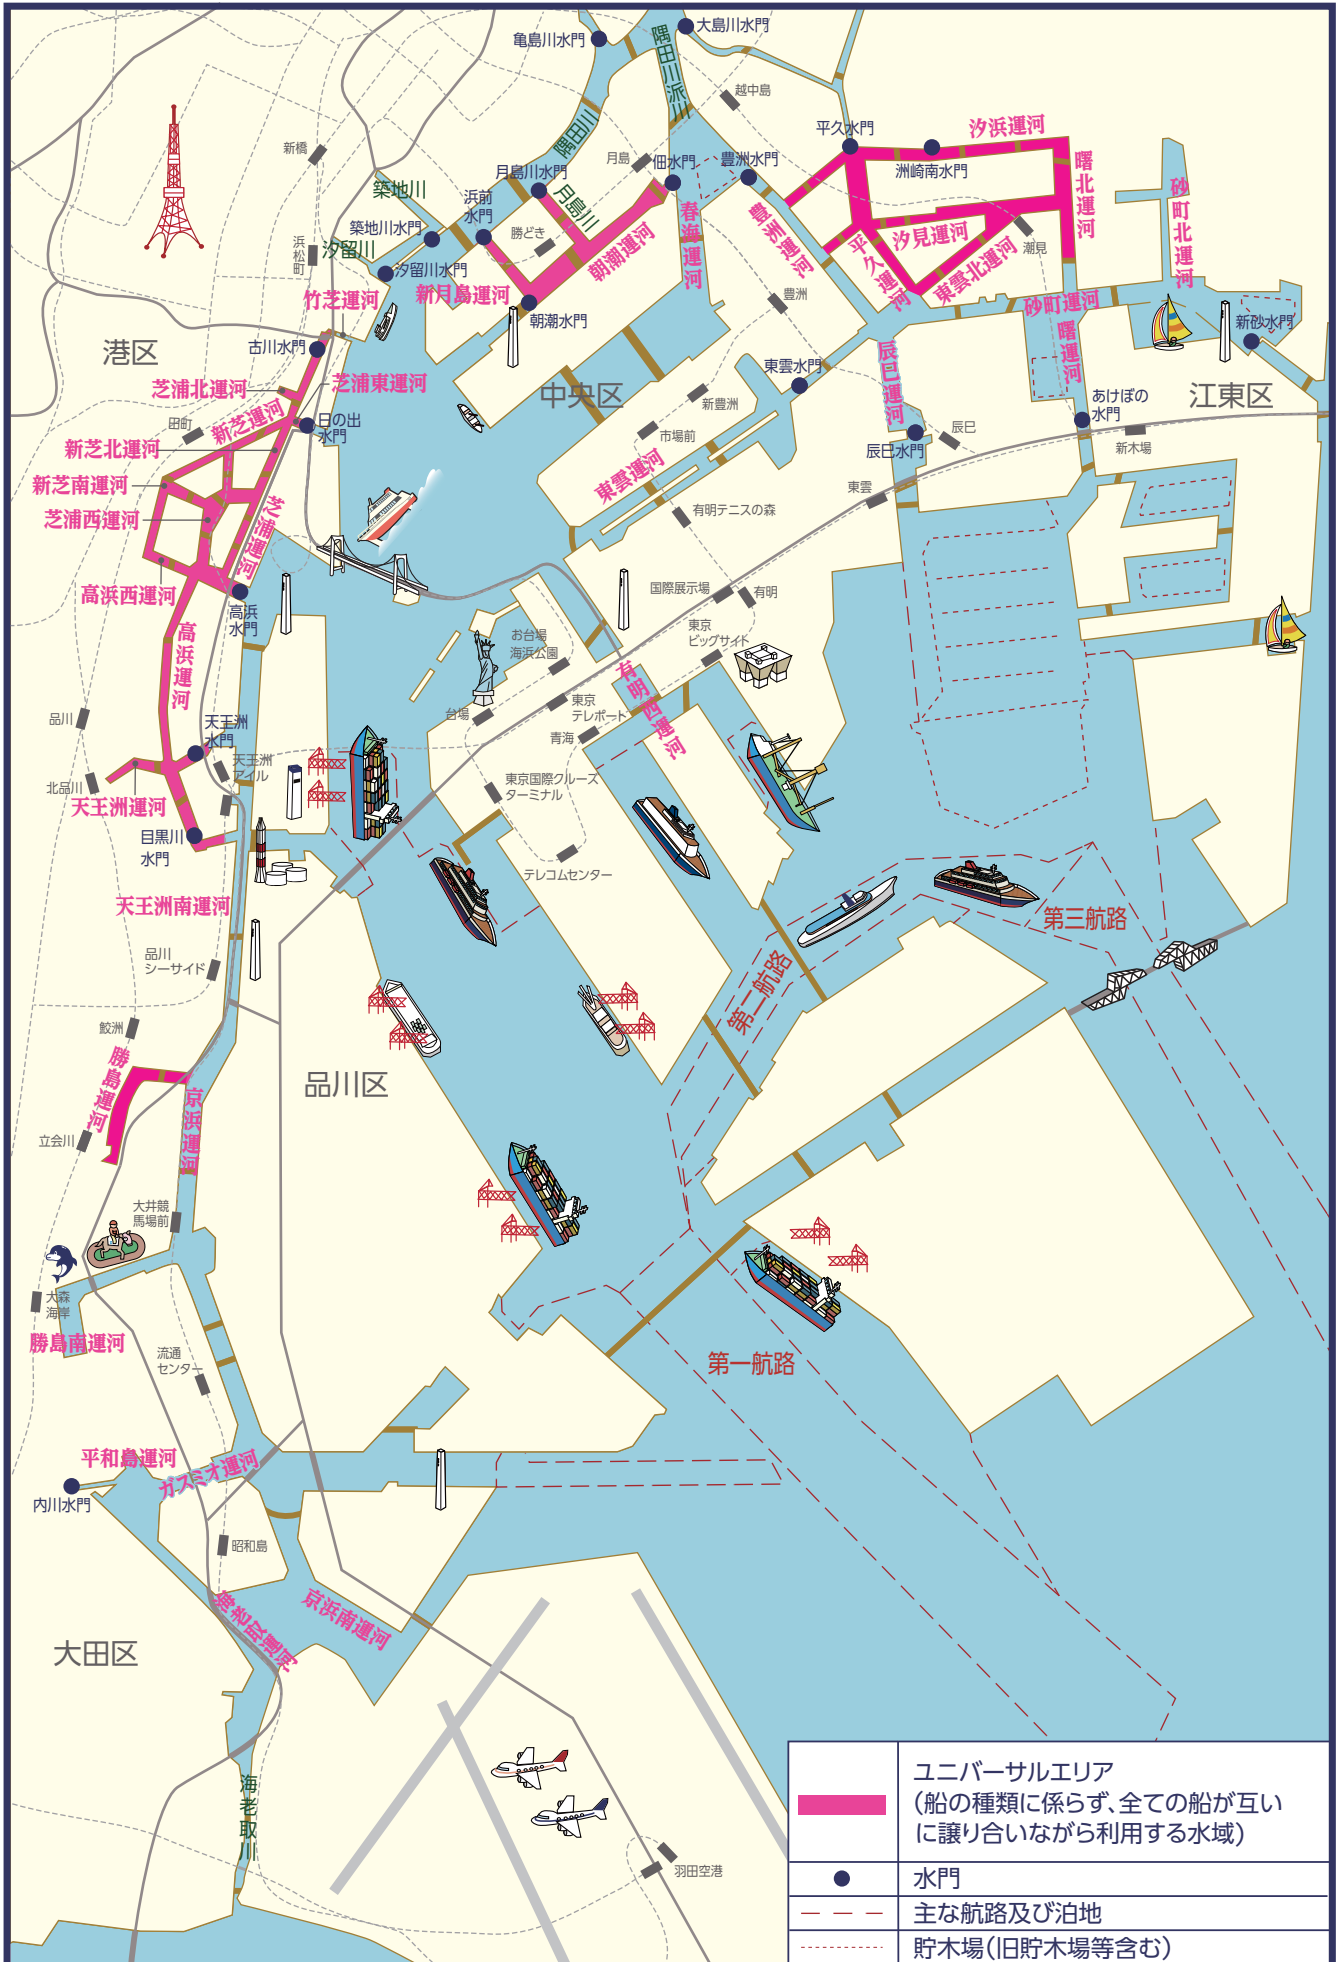 亀島川水門
大島川水門
隅田川派川
越中島
平久水門
汐浜運河
新橋
隅田川
月島
佃水門
豊洲水門
洲崎南水門
曙北運河
砂町北運河
築地川
月島川水門
月島川
浜前
水門
築地川水門
勝どき
朝潮運河
春海運河
豊洲運河
平久運河
汐見運河
東雲北運河
潮見
浜松町
汐留川
汐留川水門
新月島運河
竹芝運河
朝潮水門
豊洲
砂町運河
曙運河
新砂水門
港区
古川水門
芝浦東運河
芝浦北運河
中央区
東雲水門
辰巳運河
江東区
あけぼの
水門
新豊洲
田町
新芝運河
日の出
水門
新芝北運河
市場前
辰巳
辰巳水門
新木場
新芝南運河
東雲運河
東雲
芝浦西運河
芝浦運河
有明テニスの森
高浜西運河
高浜
水門
国際展示場
有明
高浜運河
お台場
海浜公園
東京
ビッグサイト
有明西運河
品川
天王洲
水門
台場
東京
テレポート
青海
天王洲
アイル
北品川
天王洲運河
東京国際クルーズ
ターミナル
目黒川
水門
テレコムセンター
天王洲南運河
第三航路
品川
シーサイド
第二航路
鮫洲
勝島運河
京浜運河
品川区
立会川
大井競
馬場前
大森
海岸
勝島南運河
流通
センター
第一航路
平和島運河
ガスミオ運河
内川水門
昭和島
海老取運河
京浜南運河
大田区
海老取川
羽田空港
ユニバーサルエリア
(船の種類に係らず、全ての船が互い
に譲り合いながら利用する水域)
水門
主な航路及び泊地
貯木場(旧貯木場等含む)